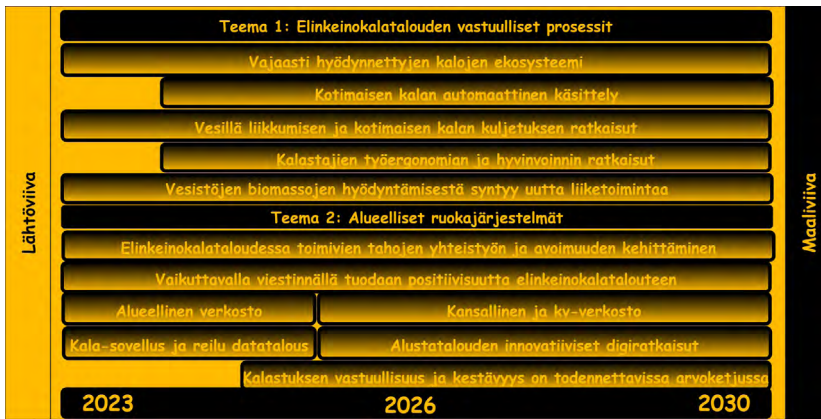 Teema 1: Elinkeinokalatalouden vastuulliset prosessit
Vajaasti hyödynnettyjen kalojen ekosysteemi
Kotimaisen kalan automaattinen käsittely
Vesillä liikkumisen ja kotimaisen kalan kuljetuksen ratkaisut
Kalastajien työergonomian ja hyvinvoinnin ratkaisut
Vesistöjen biomassojen hyödyntämisestä syntyy uutta liiketoimintaa
Teema 2: Alueelliset ruokajärjestelmät
Elinkeinokalataloudessa toimivien tahojen yhteistyön ja avoimuuden kehittäminen
Vaikuttavalla viestinnällä tuodaan positiivisuutta elinkeinokalatalouteen
Alueellinen verkosto
Kansallinen ja kv-verkosto
Kala-sovellus ja reilu datatalous
Alustatalouden innovatiiviset digiratkaisut
Kalastuksen vastuullisuus ja kestävyys on todennettavissa arvoketjussa
2023
2026
2030
Lähtöviiva
Maaliviiva